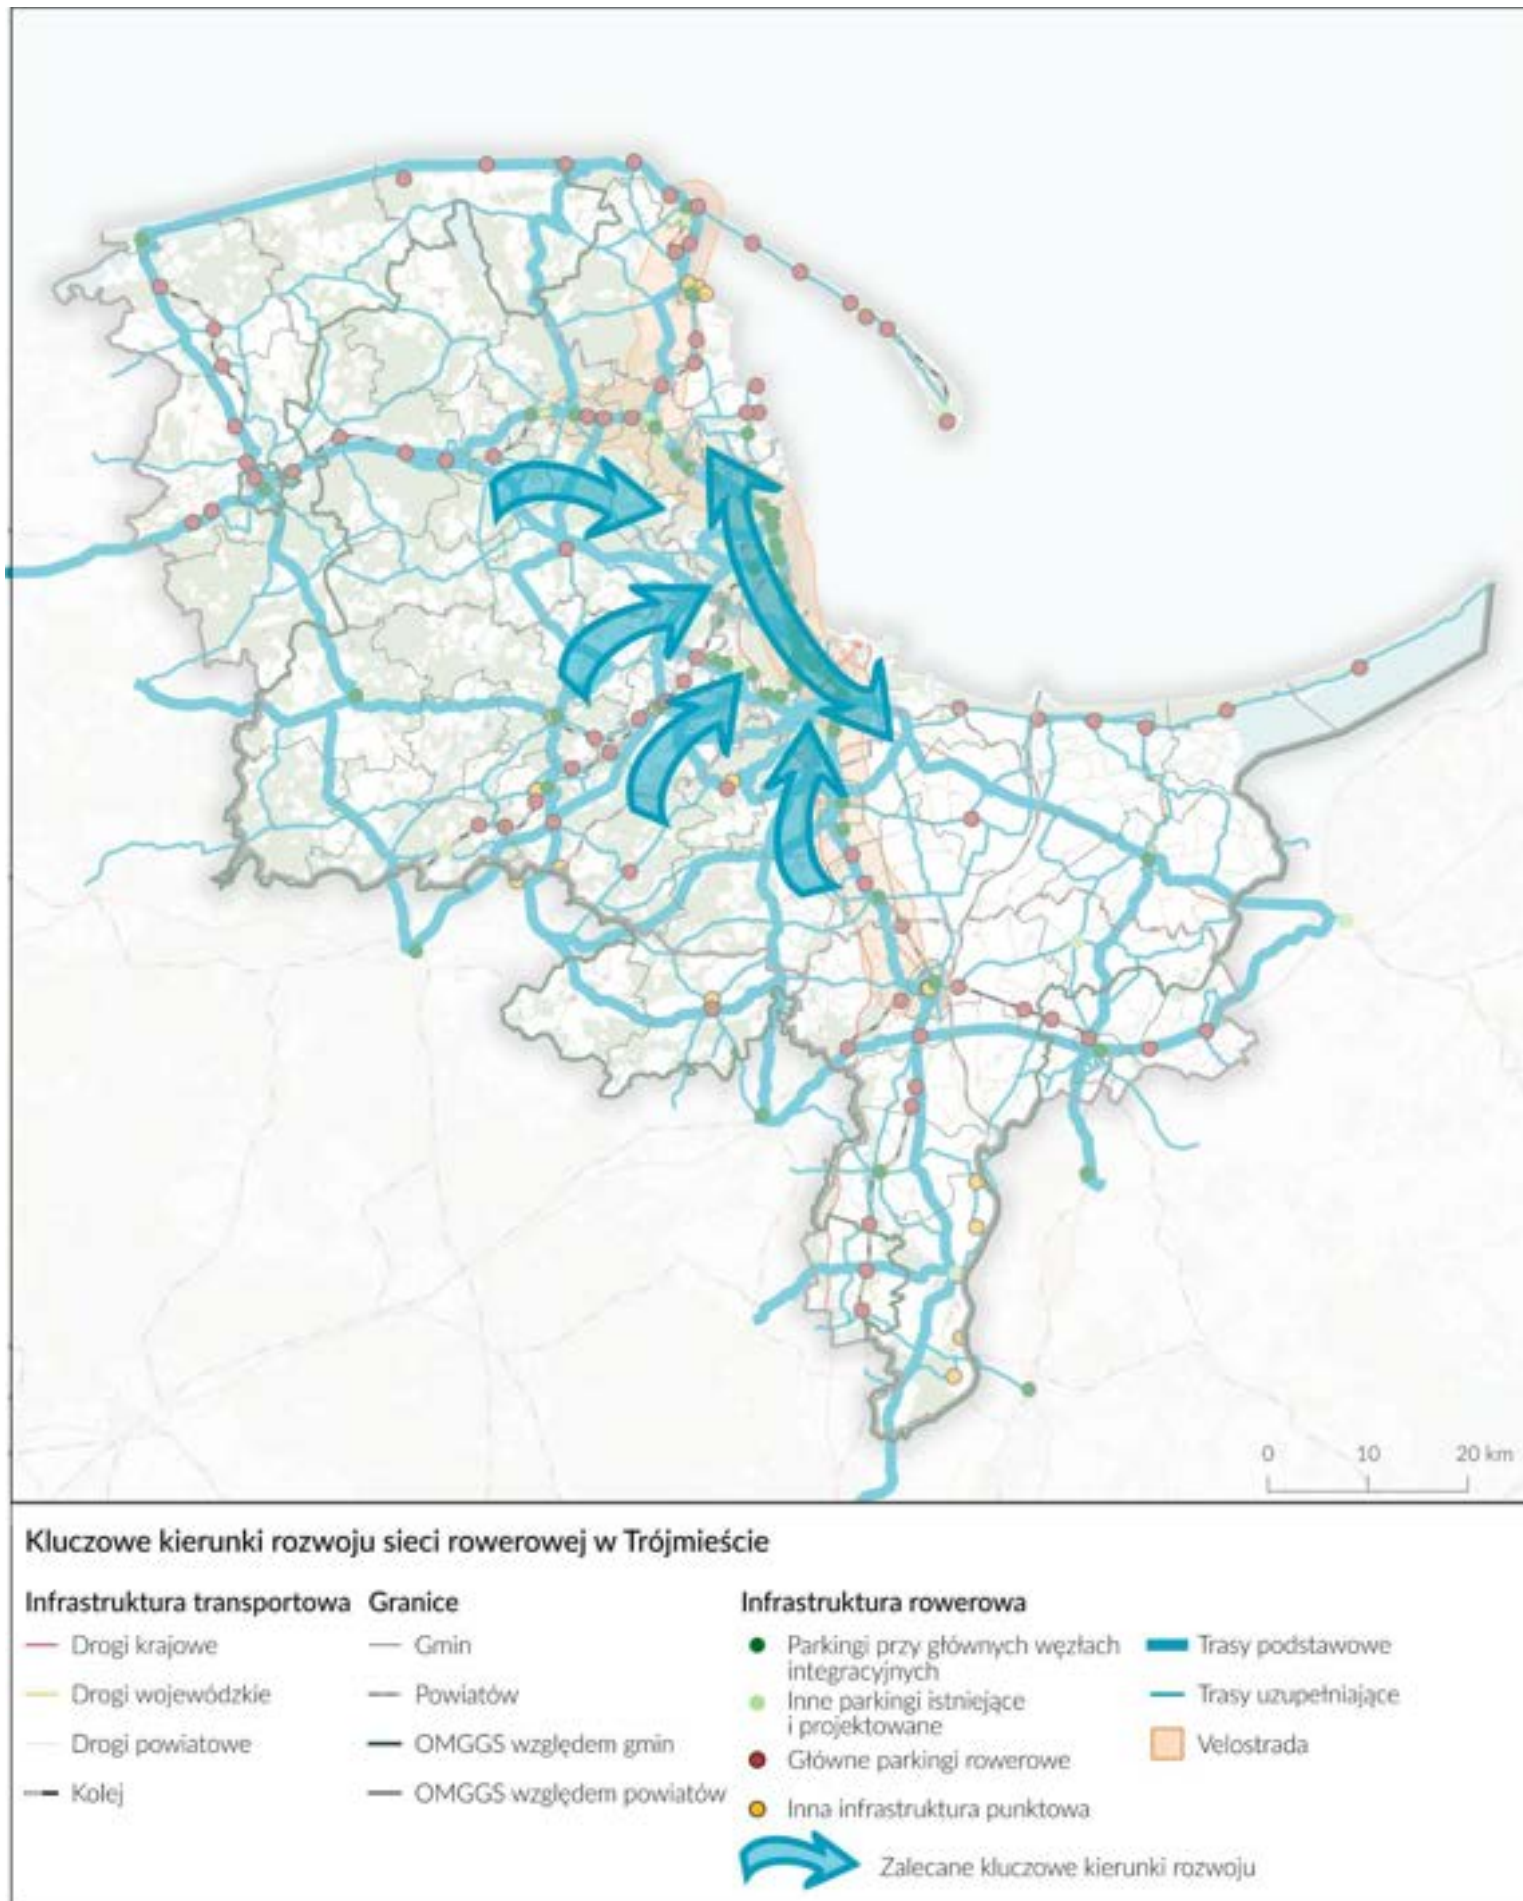 0 10 20 km
Kluczowe kierunki rozwoju sieci rowerowej w Trójmieście
Infrastruktura transportowa
Drogi krajowe
Drogi wojewódzkie
Drogi powiatowe
Kolej
Granice
Gmin
Powiatów
OMGGS względem gmin
OMGGS względem powiatów
Infrastruktura rowerowa
Parkingi przy głównych węzłach
integracyjnych
Inne parkingi istniejące
i projektowane
Główne parkingi rowerowe
Inna infrastruktura punktowa
Zalecane kluczowe kierunki rozwoju
Trasy podstawowe
Trasy uzupełniające
Velostrada